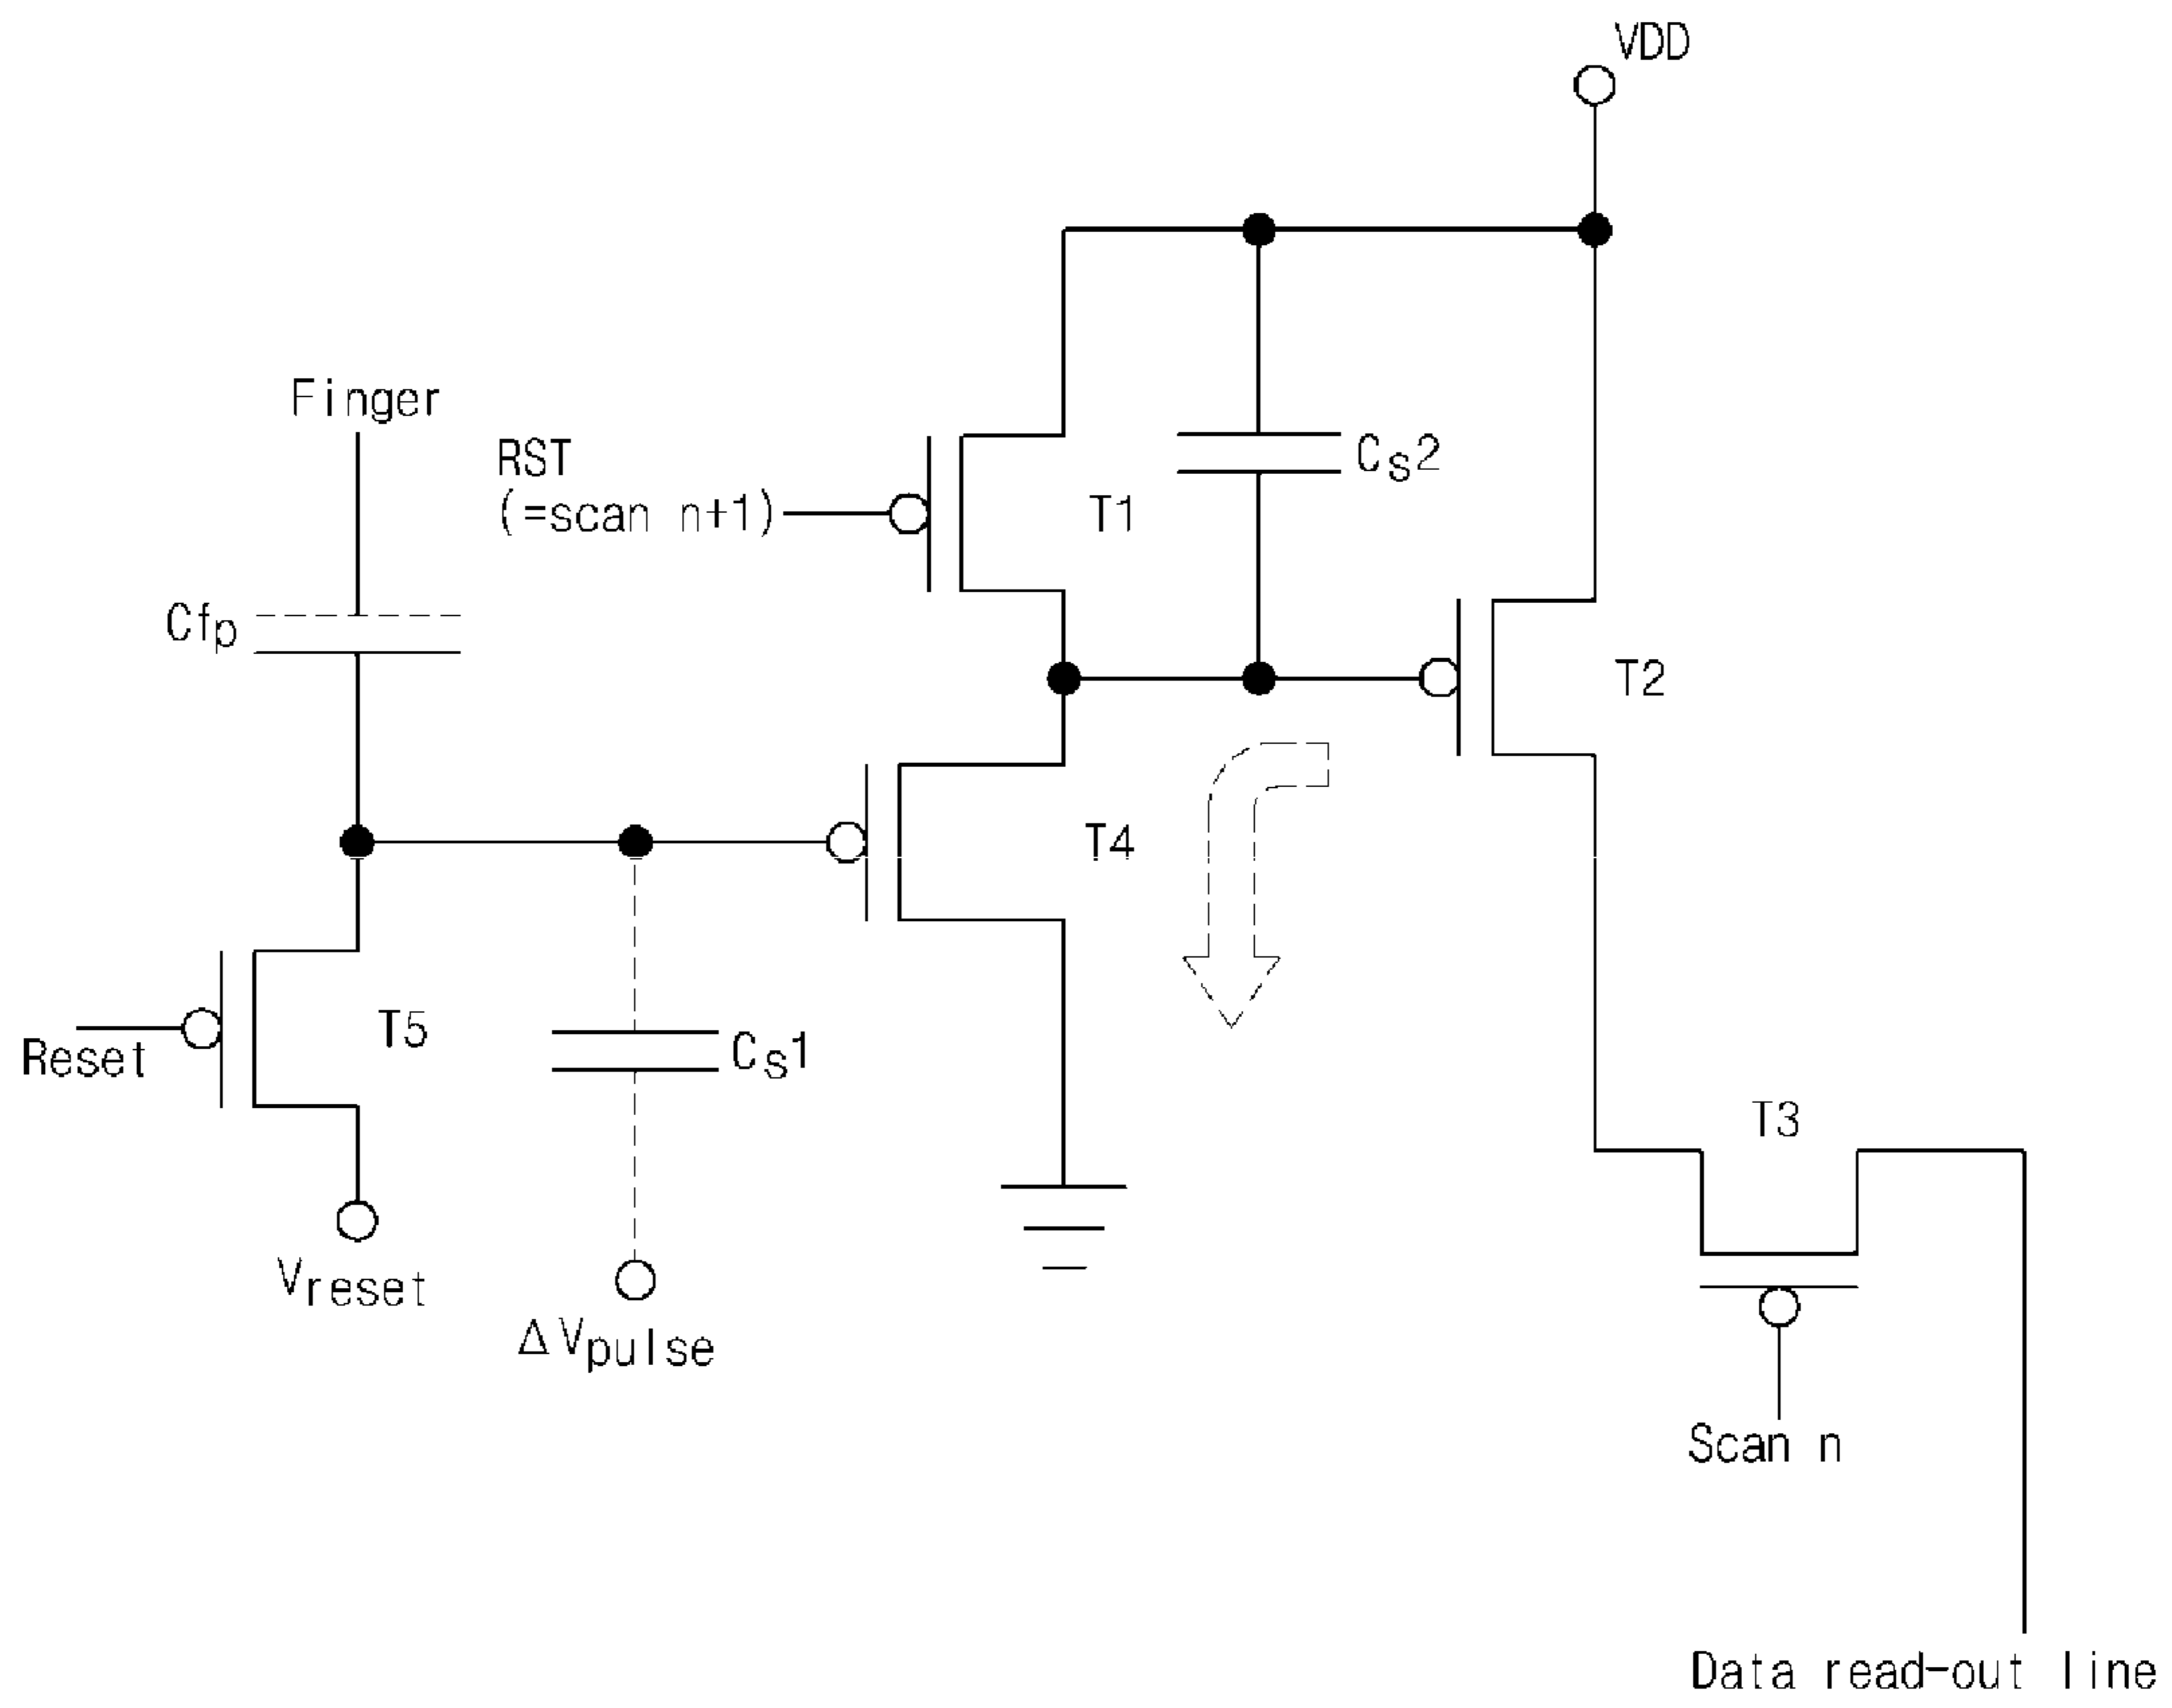 VDD
Finger
RST
(=scan n+1)
T1
Cs2
Cfp
T2
T4
T5
Reset
Cs1
T3
Vreset
ΔVpulse
Scan n
Data read-out line